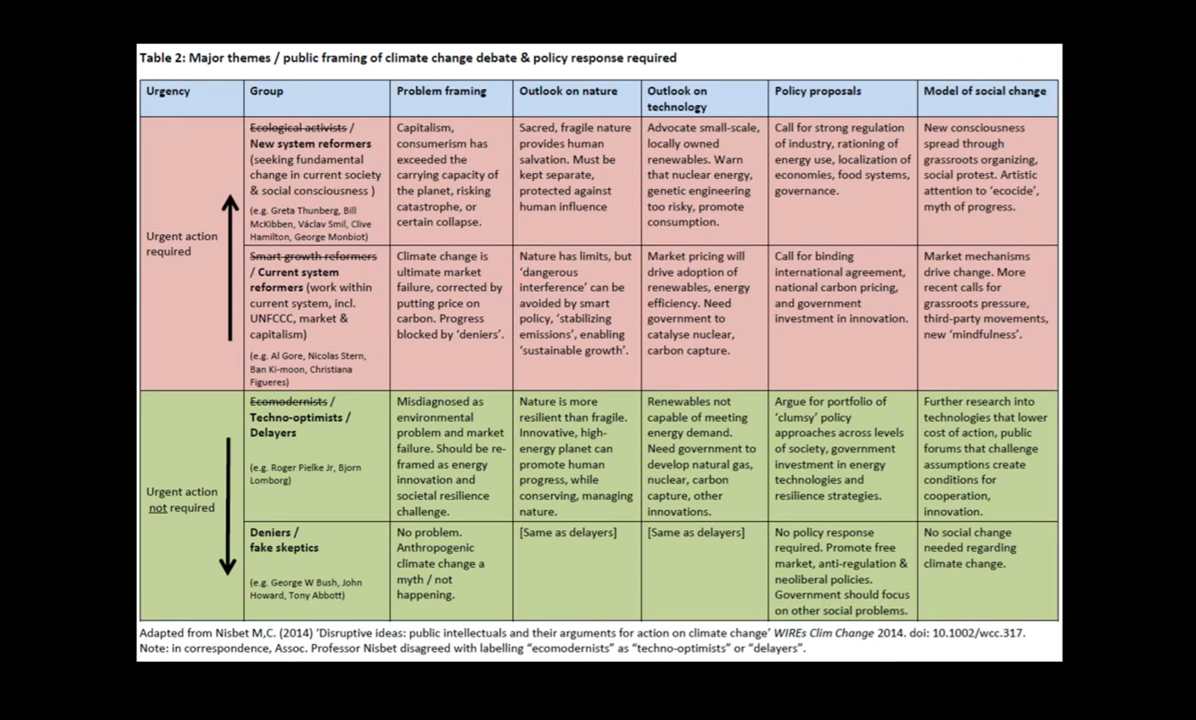 Table 2: Major themes / public framing of climate change debate & policy response required
Urgency
Group
Problem framing
Outlook on nature
Outlook on
technology
Policy proposals
Model of social change
Urgent action
required
Ecological activists /
New system reformers
(seeking fundamental
change in current society
& social consciousness )
(e.g. Greta Thunberg, Bill
McKibben, Václav Smil, Clive
Hamilton, George Monbiot)
Capitalism,
consumerism has
exceeded the
carrying capacity of
the planet, risking
catastrophe, or
certain collapse.
Sacred, fragile nature
provides human
salvation. Must be
kept separate,
protected against
human influence
Advocate small-scale,
locally owned
renewables. Warn
that nuclear energy,
genetic engineering
too risky, promote
consumption.
Call for strong regulation
of industry, rationing of
energy use, localization of
economies, food systems,
governance.
New consciousness
spread through
grassroots organizing,
social protest. Artistic
attention to ‘ecocide’,
myth of progress.
Smart growth reformers
/ Current system
reformers (work within
current system, incl.
UNFCCC, market &
capitalism)
(e.g. Al Gore, Nicolas Stern,
Ban Ki-moon, Christiana
Figueres)
Climate change is
ultimate market
failure, corrected by
putting price on
carbon. Progress
blocked by ‘deniers’.
Nature has limits, but
‘dangerous
interference’ can be
avoided by smart
policy, ‘stabilizing
emissions’, enabling
‘sustainable growth’.
Market pricing will
drive adoption of
renewables, energy
efficiency. Need
government to
catalyse nuclear,
carbon capture.
Call for binding
international agreement,
national carbon pricing,
and government
investment in innovation.
Market mechanisms
drive change. More
recent calls for
grassroots pressure,
third-party movements,
new ‘mindfulness’.
Urgent action
not required
Ecomodernists /
Techno-optimists /
Delayers
(e.g. Roger Pielke Jr, Bjorn
Lomborg)
Misdiagnosed as
environmental
problem and market
failure. Should be re-
framed as energy
innovation and
societal resilience
challenge.
Nature is more
resilient than fragile.
Innovative, high-
energy planet can
promote human
progress, while
conserving, managing
nature.
Renewables not
capable of meeting
energy demand.
Need government to
develop natural gas,
nuclear, carbon
capture, other
innovations.
Argue for portfolio of
‘clumsy’ policy
approaches across levels
of society, government
investment in energy
technologies and
resilience strategies.
Further research into
technologies that lower
cost of action, public
forums that challenge
assumptions create
conditions for
cooperation,
innovation.
Deniers /
fake skeptics
(e.g. George W Bush, John
Howard, Tony Abbott)
No problem.
Anthropogenic
climate change a
myth / not
happening.
[Same as delayers]
[Same as delayers]
No policy response
required. Promote free
market, anti-regulation &
neoliberal policies.
Government should focus
on other social problems.
No social change
needed regarding
climate change.
Adapted from Nisbet M,C. (2014) ‘Disruptive ideas: public intellectuals and their arguments for action on climate change’ WIREs Clim Change 2014. doi: 10.1002/wcc.317.
Note: in correspondence, Assoc. Professor Nisbet disagreed with labelling “ecomodernists” as “techno-optimists” or “delayers”.